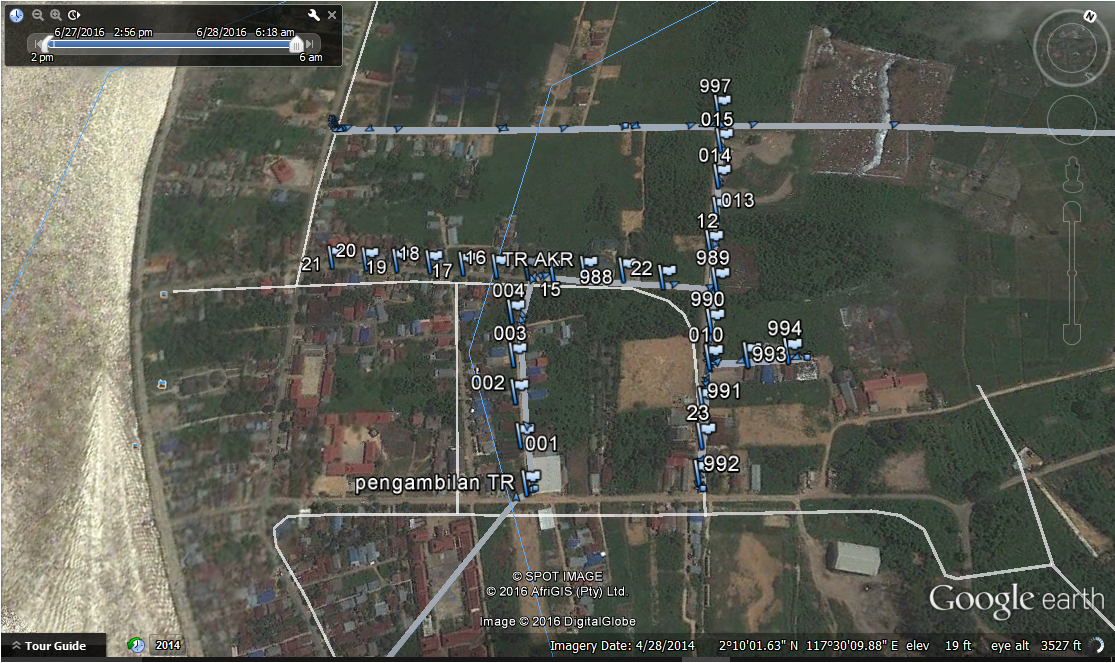 6/27/2016 2:56 pm 6/28/2016 6:18 am
2 pm 6 am
N
997
015
014
013
12
20 18 16 TR AKR 989
21 19 17 988 22
004 15 990
003 010 994
993
002 991
23
001
992
pengambilan TR
© SPOT IMAGE
© 2016 AfriGIS (Pty) Ltd.
Image © 2016 DigitalGlobe
Google earth
Tour Guide 2014 Imagery Date: 4/28/2014 2°10'01.63" N 117°30'09.88" E elev 19 ft eye alt 3527 ft